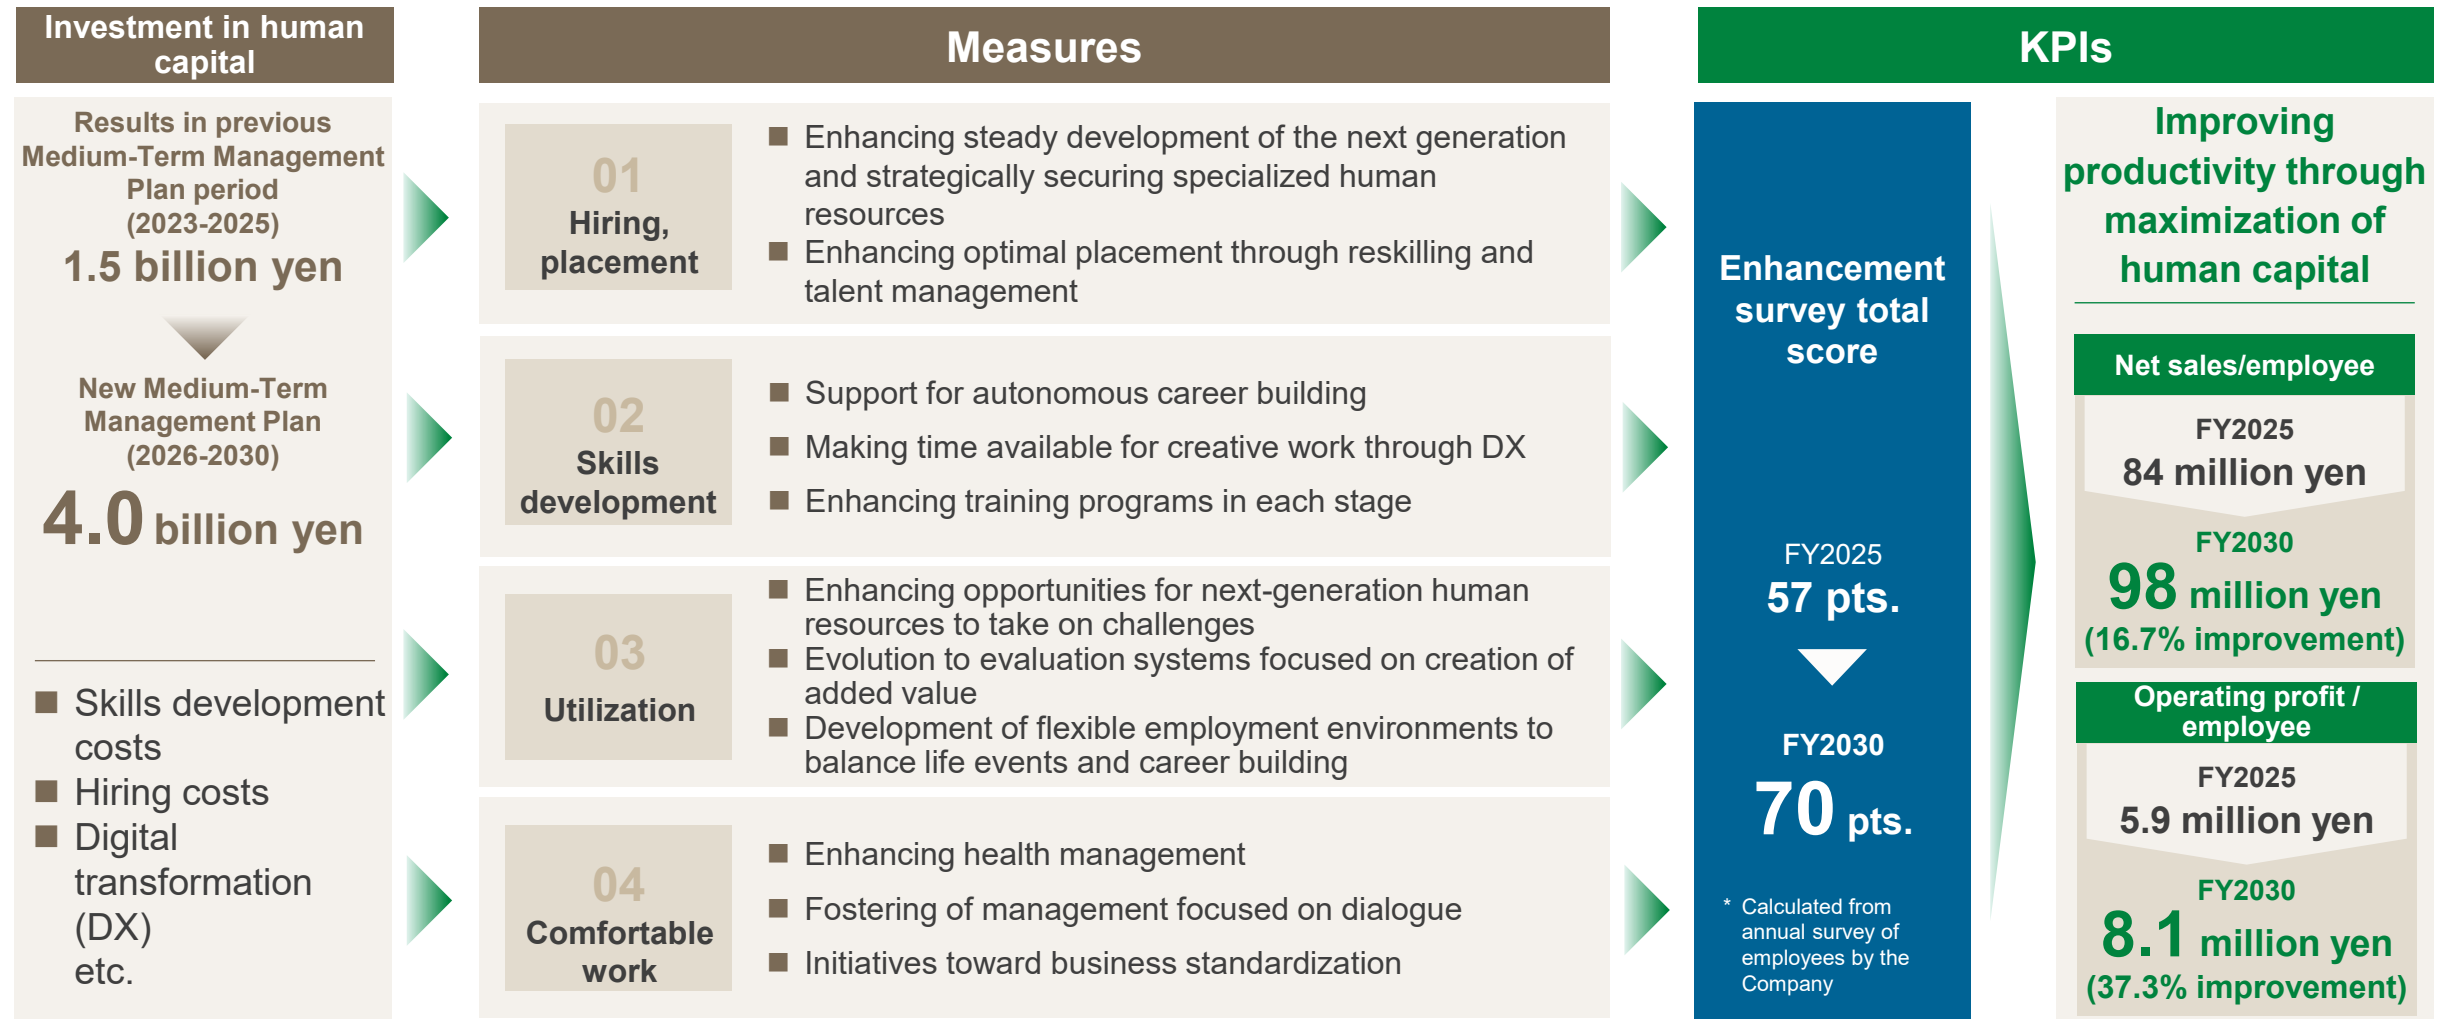 Investment in human
capital
Results in previous
Medium-Term Management
Plan period
(2023-2025)
1.5 billion yen
New Medium-Term
Management Plan
(2026-2030)
4.0 billion yen
■ Skills development
costs
■ Hiring costs
■ Digital
transformation
(DX)
etc.
Measures
01
Hiring,
placement
■ Enhancing steady development of the next generation
and strategically securing specialized human
resources
■ Enhancing optimal placement through reskilling and
talent management
02
Skills
development
■ Support for autonomous career building
■ Making time available for creative work through DX
■ Enhancing training programs in each stage
03
Utilization
■ Enhancing opportunities for next-generation human
resources to take on challenges
■ Evolution to evaluation systems focused on creation of
added value
■ Development of flexible employment environments to
balance life events and career building
04
Comfortable
work
■ Enhancing health management
■ Fostering of management focused on dialogue
■ Initiatives toward business standardization
KPIs
Enhancement
survey total
score
FY2025
57 pts.
FY2030
70 pts.
* Calculated from
annual survey of
employees by the
Company
Improving
productivity through
maximization of
human capital
Net sales/employee
FY2025
84 million yen
FY2030
98 million yen
(16.7% improvement)
Operating profit /
employee
FY2025
5.9 million yen
FY2030
8.1 million yen
(37.3% improvement)